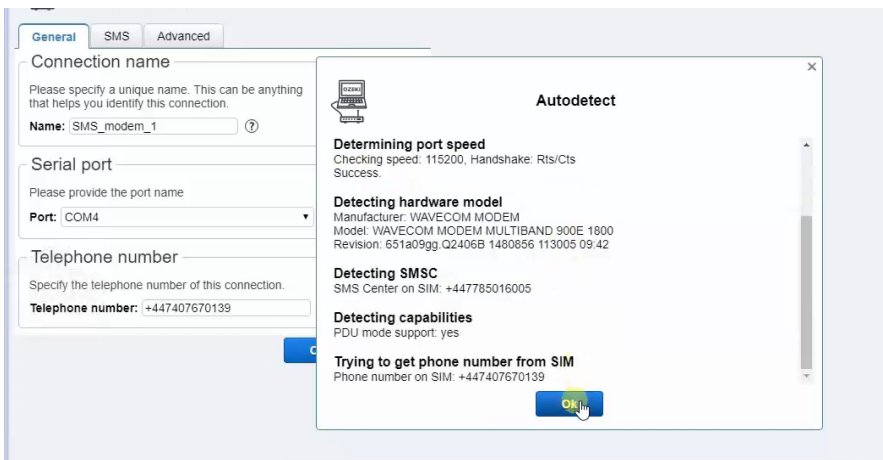 General SMS Advanced
Connection name
Please specify a unique name. This can be anything
that helps you identify this connection.
Name: SMS_modem_1 ?
Serial port
Please provide the port name
Port: COM4
Telephone number
Specify the telephone number of this connection.
Telephone number: +447407670139
×
OZEKI
Autodetect
Determining port speed
Checking speed: 115200, Handshake: Rts/Cts
Success.
Detecting hardware model
Manufacturer: WAVECOM MODEM
Model: WAVECOM MODEM MULTIBAND 900E 1800
Revision: 651a09gg.Q2406B 1480856 113005 09:42
Detecting SMSC
SMS Center on SIM: +447785016005
Detecting capabilities
PDU mode support: yes
Trying to get phone number from SIM
Phone number on SIM: +447407670139
Ok